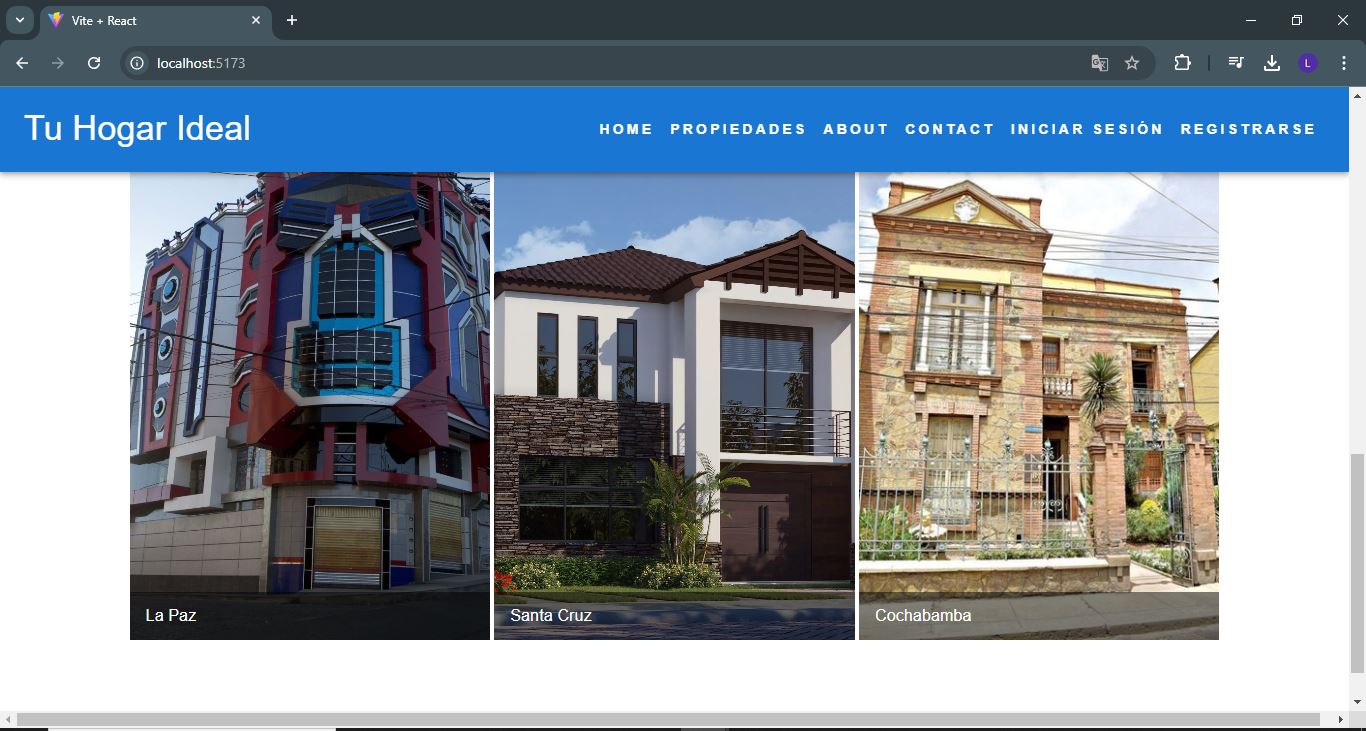 Vite + React
localhost:5173
L
Tu Hogar Ideal
HOME PROPIEDADES ABOUT CONTACT INICIAR SESIÓN REGISTRARSE
La Paz
Santa Cruz
Cochabamba